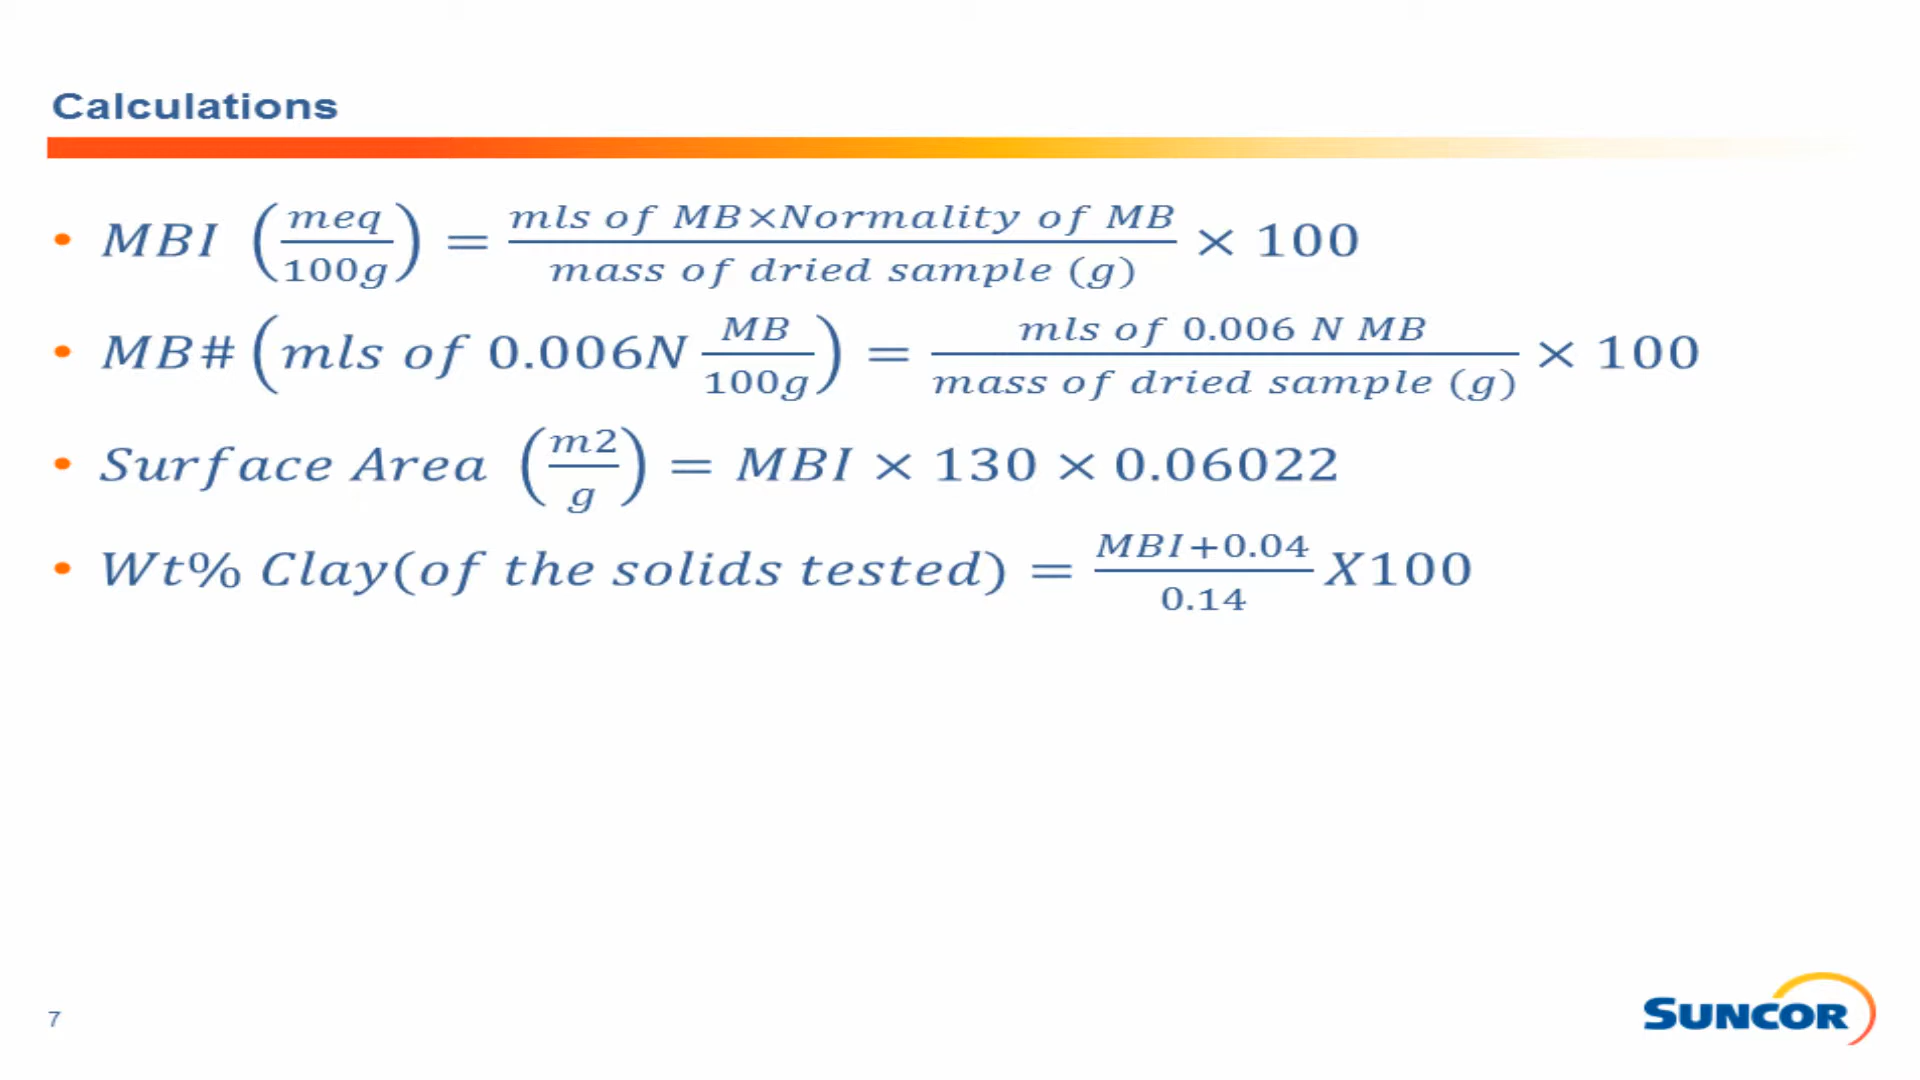 Calculations
• MBI (meq/100g) = mls of MB×Normality of MB / mass of dried sample (g) × 100
• MB# (mls of 0.006N MB/100g) = mls of 0.006 N MB / mass of dried sample (g) × 100
• Surface Area (m2/g) = MBI × 130 × 0.06022
• Wt% Clay(of the solids tested) = MBI+0.04 / 0.14 X100
7
SUNCOR